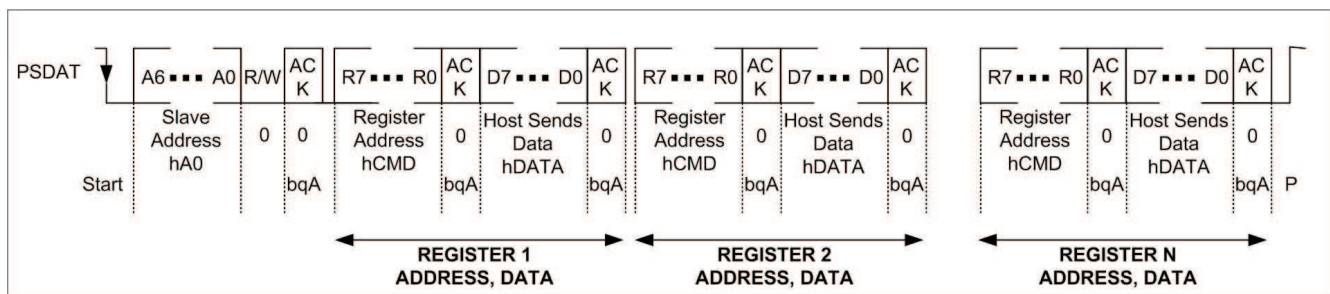 PSDAT
A6 ▪▪▪ A0 R/W AC K R7 ▪▪▪ R0 AC K D7 ▪▪▪ D0 AC K R7 ▪▪▪ R0 AC K D7 ▪▪▪ D0 AC K R7 ▪▪▪ R0 AC K D7 ▪▪▪ D0 AC K
Slave Address hA0
0
0
Register Address hCMD
0
Host Sends Data hDATA
0
Register Address hCMD
0
Host Sends Data hDATA
0
Register Address hCMD
0
Host Sends Data hDATA
0
Start bqA bqA bqA bqA bqA bqA bqA P
REGISTER 1
ADDRESS, DATA
REGISTER 2
ADDRESS, DATA
REGISTER N
ADDRESS, DATA